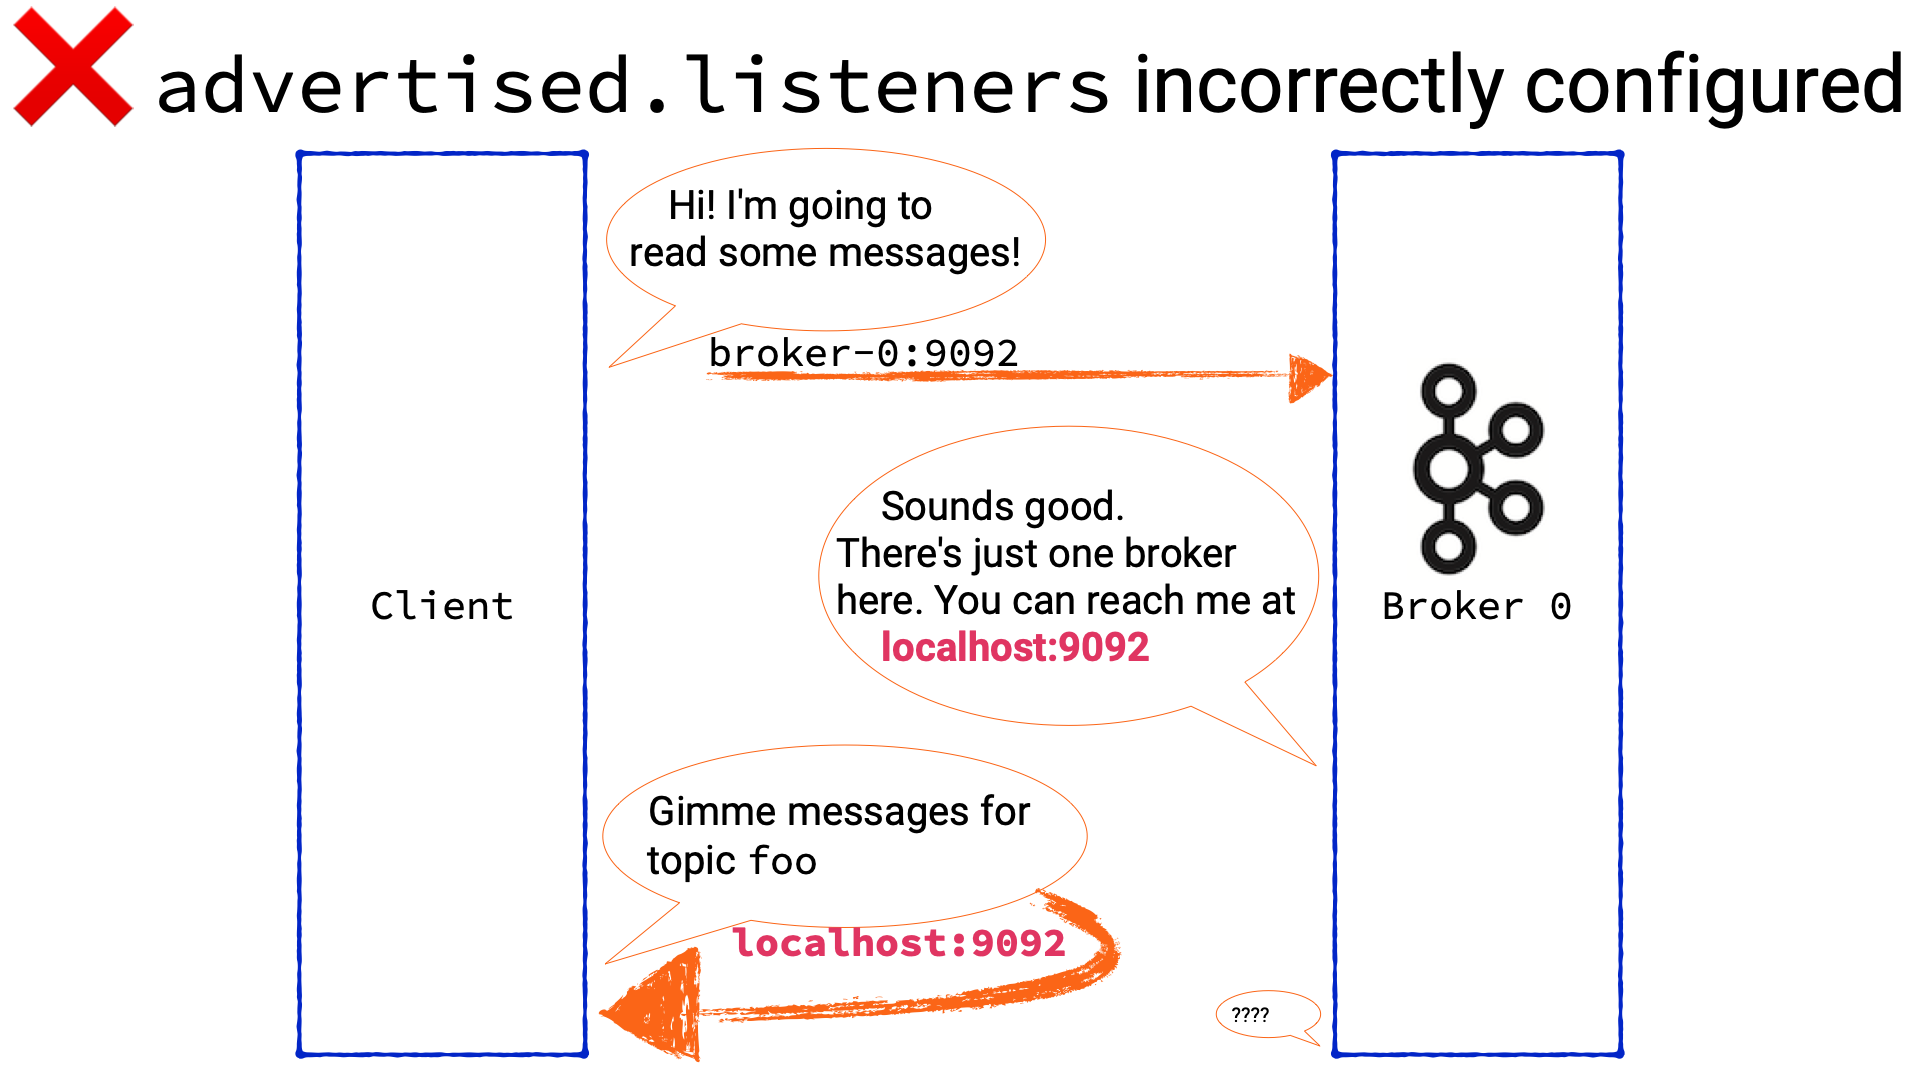 advertised.listeners incorrectly configured
Hi! I'm going to
read some messages!
broker-0:9092
Sounds good.
There's just one broker
here. You can reach me at
localhost:9092
Client
Broker 0
Gimme messages for
topic foo
localhost:9092
????